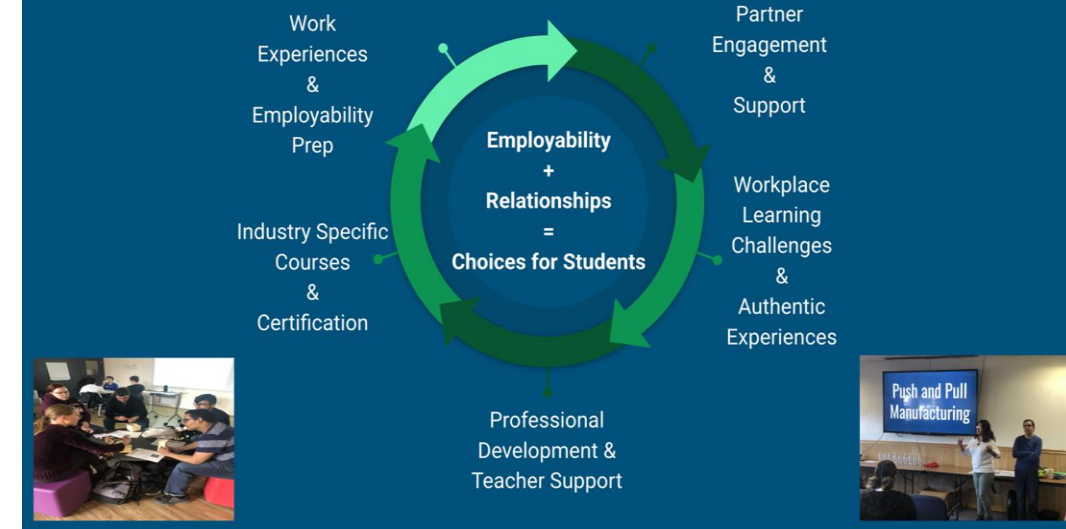 Work
Experiences
&
Employability
Prep
Partner
Engagement
&
Support
Employability
+
Relationships
=
Choices for Students
Workplace
Learning
Challenges
&
Authentic
Experiences
Industry Specific
Courses
&
Certification
Professional
Development &
Teacher Support
Push and Pull
Manufacturing